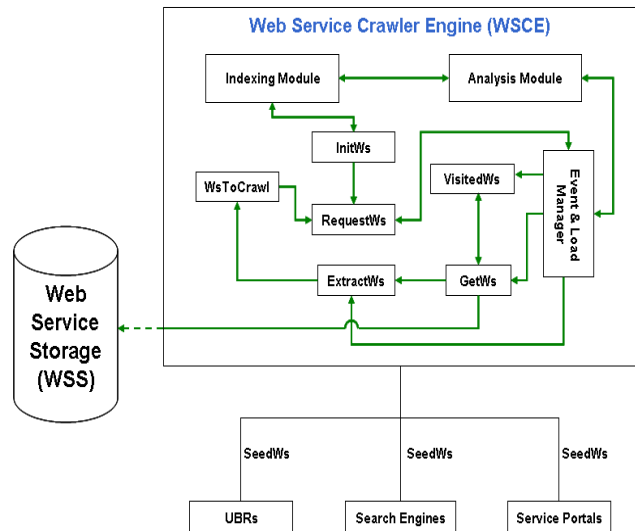 Web Service Crawler Engine (WSCE)
Indexing Module
Analysis Module
InitWs
WsToCrawl
VisitedWs
Event & Load
Manager
RequestWs
ExtractWs
GetWs
Web
Service
Storage
(WSS)
SeedWs
SeedWs
SeedWs
UBRs
Search Engines
Service Portals